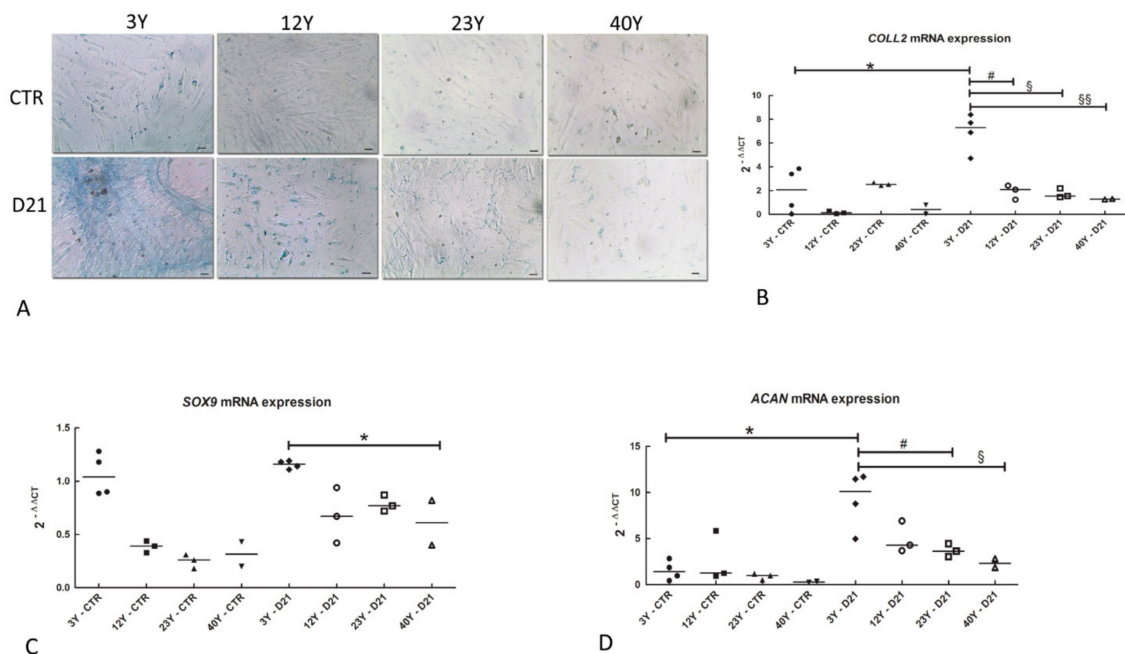 A
3Y 12Y 23Y 40Y
CTR
D21
COLL2 mRNA expression
*
#
§
§§
2 - ΔΔCT
10
8
6
4
2
0
3Y - CTR
12Y - CTR
23Y - CTR
40Y - CTR
3Y - D21
12Y - D21
23Y - D21
40Y - D21
B
SOX9 mRNA expression
*
2 - ΔΔCT
1.5
1.0
0.5
0.0
3Y - CTR
12Y - CTR
23Y - CTR
40Y - CTR
3Y - D21
12Y - D21
23Y - D21
40Y - D21
C
ACAN mRNA expression
*
#
§
2 - ΔΔCT
15
10
5
0
3Y - CTR
12Y - CTR
23Y - CTR
40Y - CTR
3Y - D21
12Y - D21
23Y - D21
40Y - D21
D